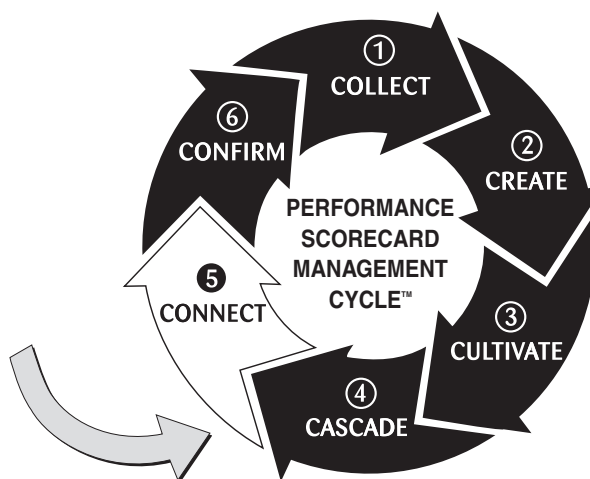 ①
COLLECT
②
CREATE
③
CULTIVATE
④
CASCADE
❺
CONNECT
⑥
CONFIRM
PERFORMANCE
SCORECARD
MANAGEMENT
CYCLE™